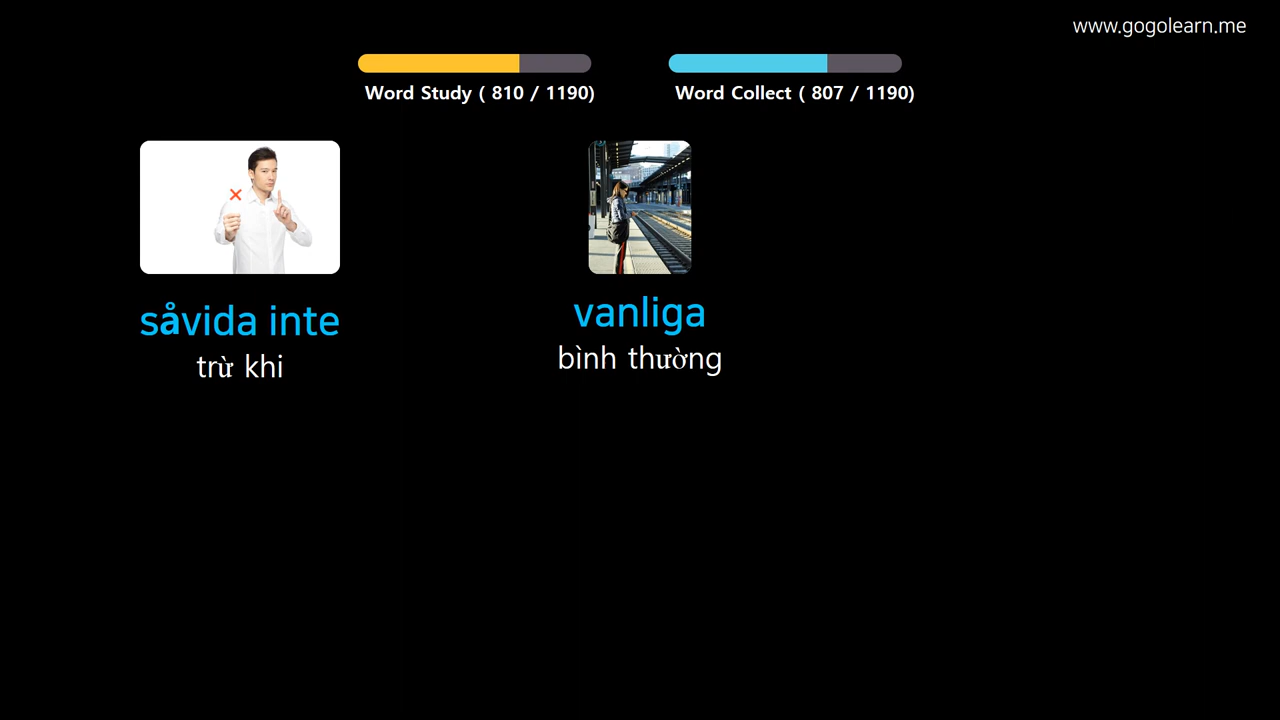 www.gogolearn.me
Word Study ( 810 / 1190)
Word Collect ( 807 / 1190)
såvida inte
trừ khi
vanliga
bình thường